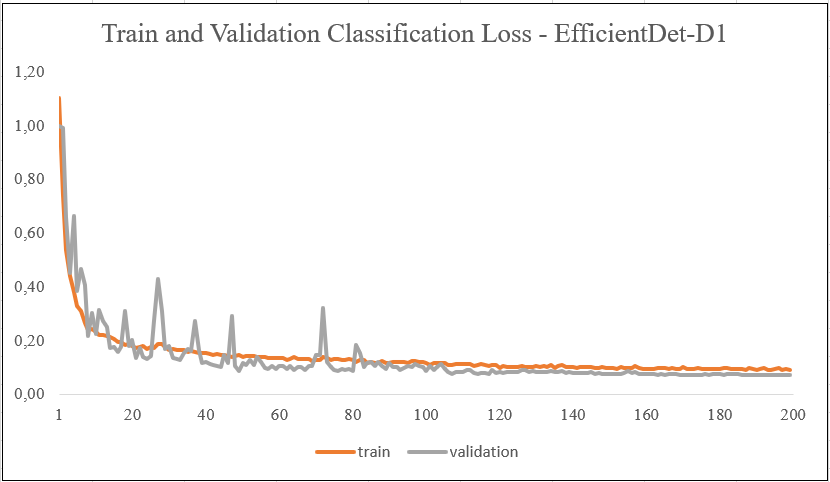 Train and Validation Classification Loss - EfficientDet-D1
1,20
1,00
0,80
0,60
0,40
0,20
0,00
1 20 40 60 80 100 120 140 160 180 200
train validation